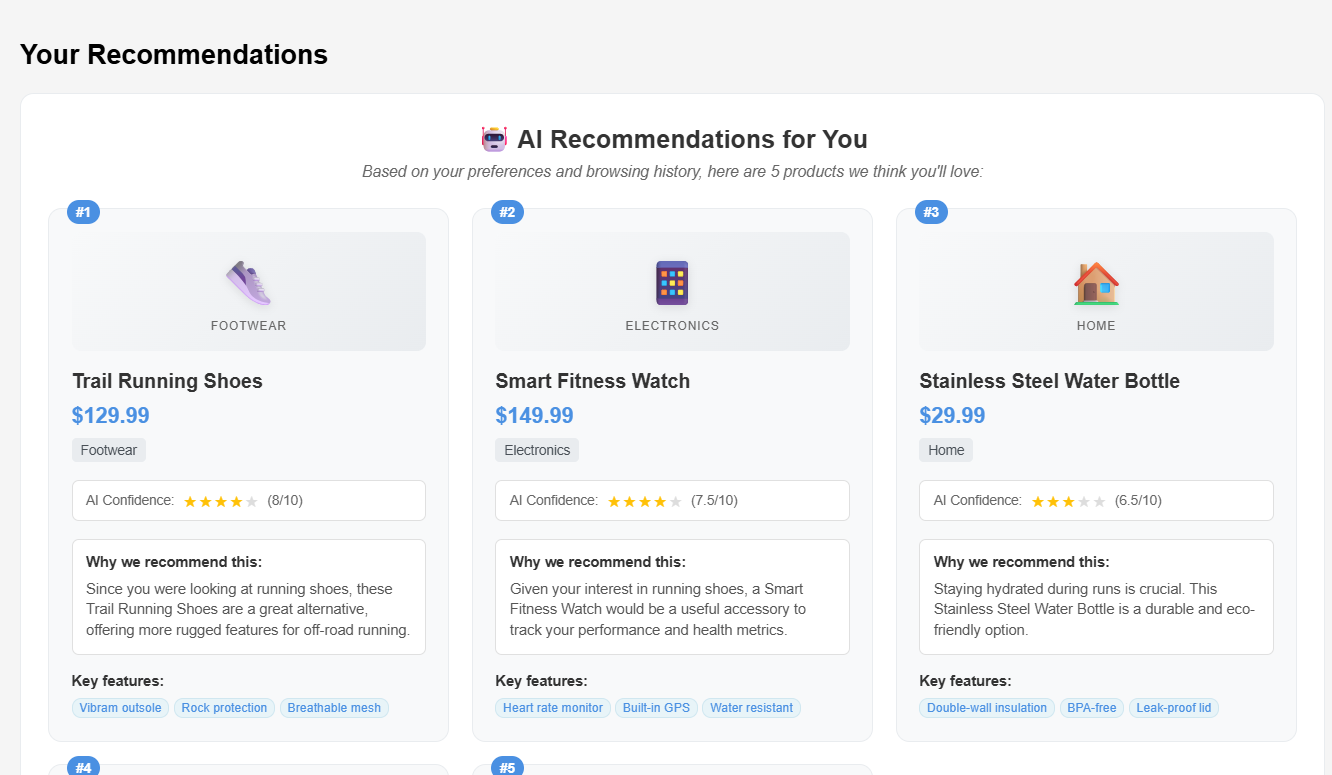 Your Recommendations
AI Recommendations for You
Based on your preferences and browsing history, here are 5 products we think you'll love:
#1
FOOTWEAR
Trail Running Shoes
$129.99
Footwear
AI Confidence: ★★★★★ (8/10)
Why we recommend this:
Since you were looking at running shoes, these
Trail Running Shoes are a great alternative,
offering more rugged features for off-road running.
Key features:
Vibram outsole Rock protection Breathable mesh
#2
ELECTRONICS
Smart Fitness Watch
$149.99
Electronics
AI Confidence: ★★★★★ (7.5/10)
Why we recommend this:
Given your interest in running shoes, a Smart
Fitness Watch would be a useful accessory to
track your performance and health metrics.
Key features:
Heart rate monitor Built-in GPS Water resistant
#3
HOME
Stainless Steel Water Bottle
$29.99
Home
AI Confidence: ★★★★★ (6.5/10)
Why we recommend this:
Staying hydrated during runs is crucial. This
Stainless Steel Water Bottle is a durable and eco-
friendly option.
Key features:
Double-wall insulation BPA-free Leak-proof lid
#4
#5